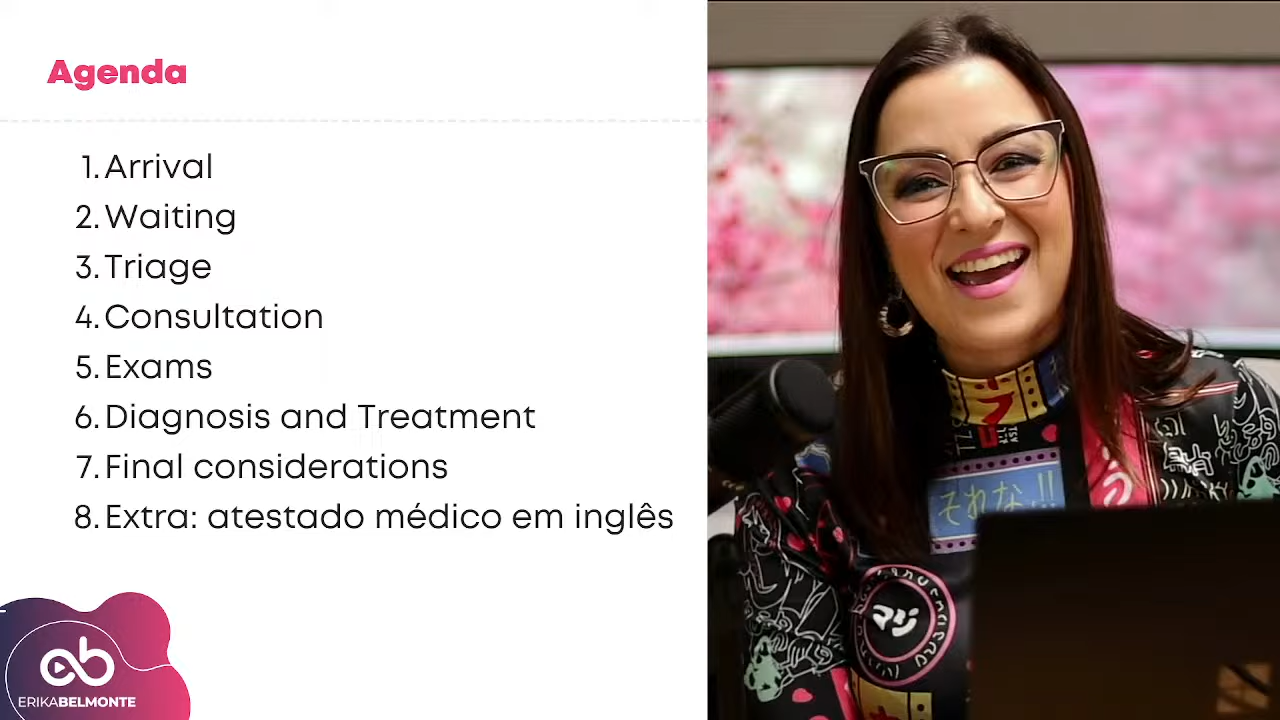 Agenda
1. Arrival
2. Waiting
3. Triage
4. Consultation
5. Exams
6. Diagnosis and Treatment
7. Final considerations
8. Extra: atestado médico em inglês
eb
ERIKABELMONTE
それな!!